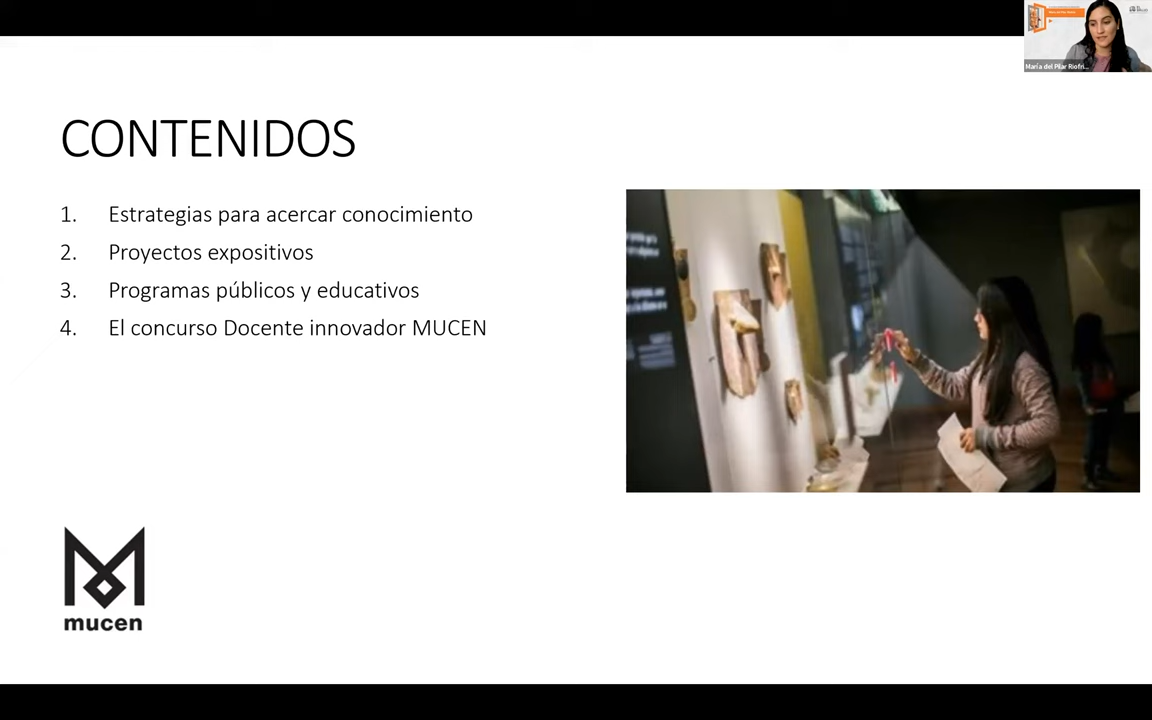 María del Pilar Riofrí...
CONTENIDOS
1. Estrategias para acercar conocimiento
2. Proyectos expositivos
3. Programas públicos y educativos
4. El concurso Docente innovador MUCEN
mucen